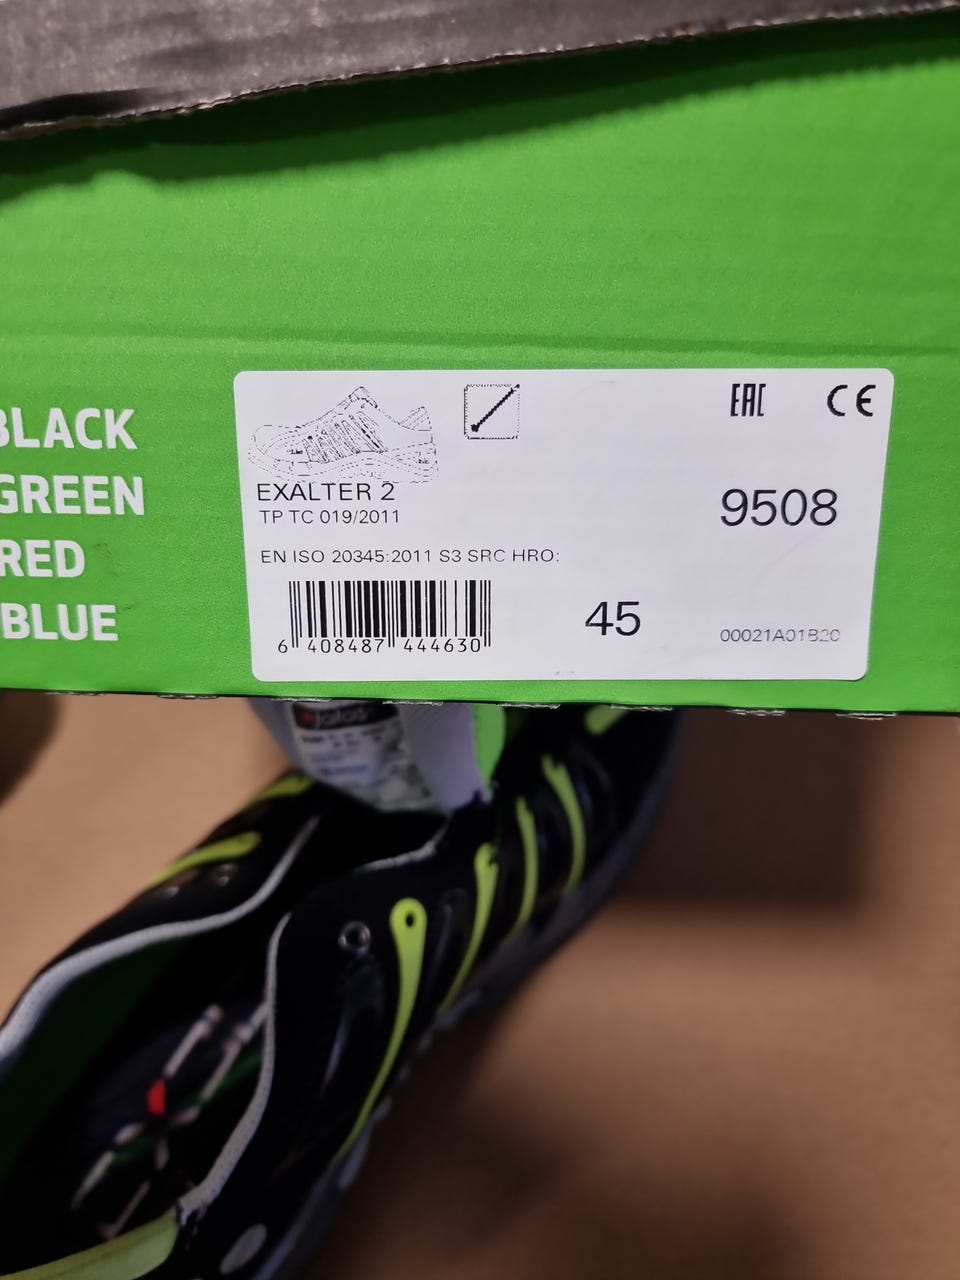 BLACK
GREEN
RED
BLUE
EAC CE
EXALTER 2
TP TC 019/2011
9508
EN ISO 20345:2011 S3 SRC HRO:
45
6 408487 444630
00021A01B20
jalas